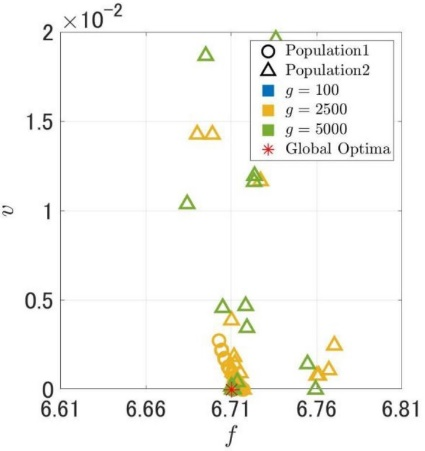 ×10⁻²
2
1.5
1
0.5
0
v
6.61 6.66 6.71 6.76 6.81
f
Population1
Population2
g = 100
g = 2500
g = 5000
Global Optima